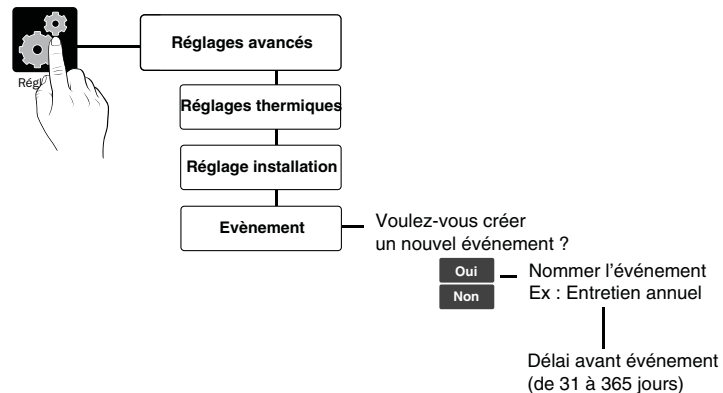 Réglages avancés
Réglages thermiques
Réglage installation
Evènement
Voulez-vous créer
un nouvel événement ?
Oui
Non
Nommer l’événement
Ex : Entretien annuel
Délai avant événement
(de 31 à 365 jours)